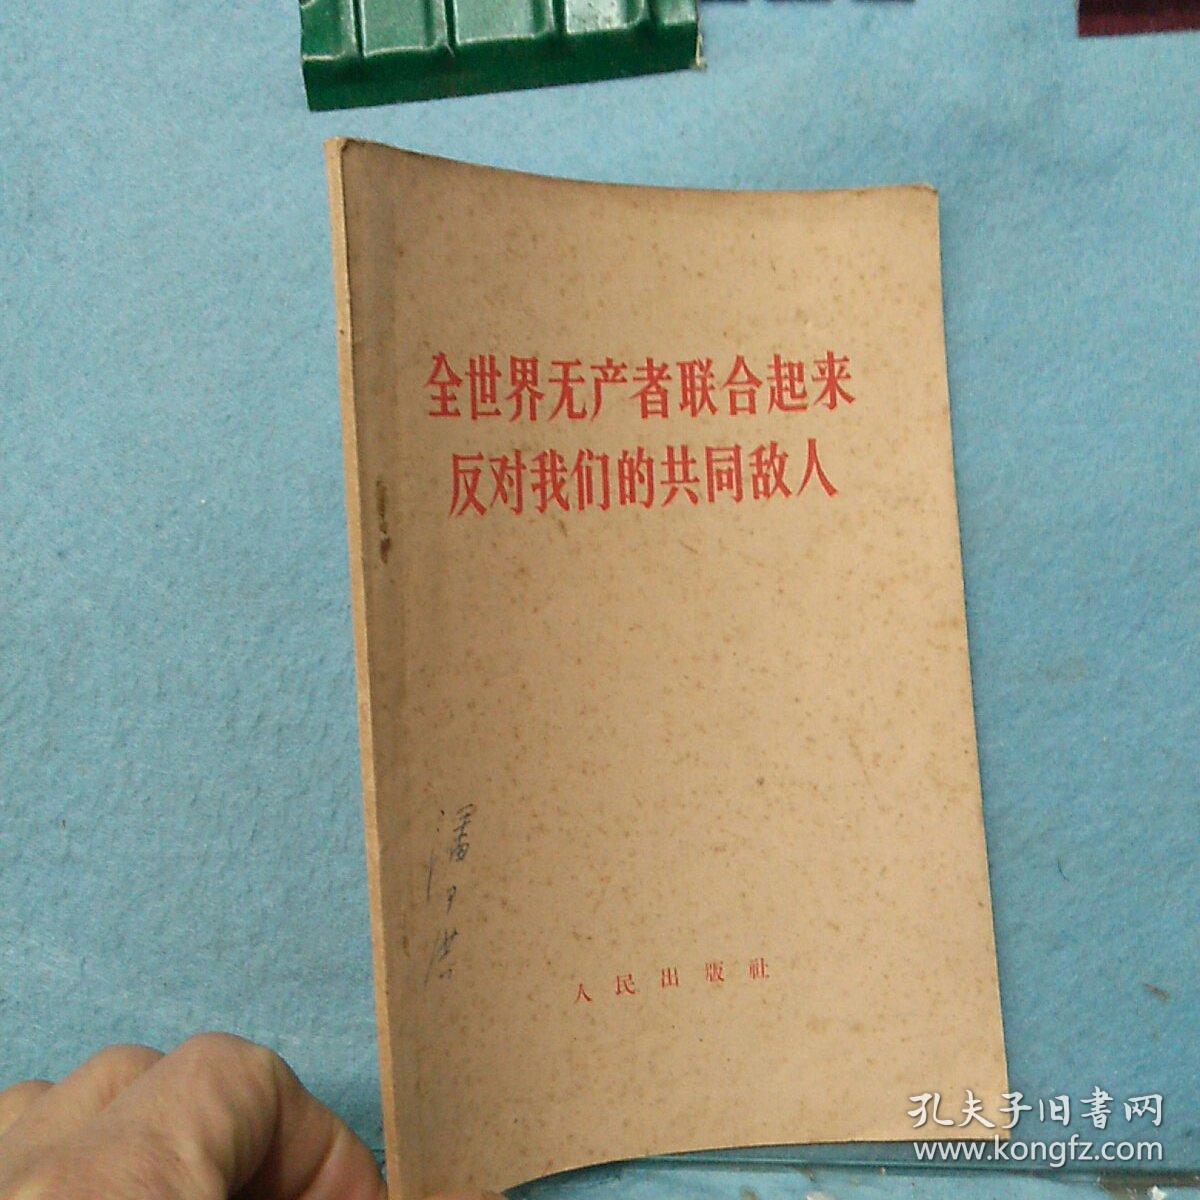 全世界无产者联合起来
反对我们的共同敌人
人民出版社
孔夫子旧書网
www.kongfz.com